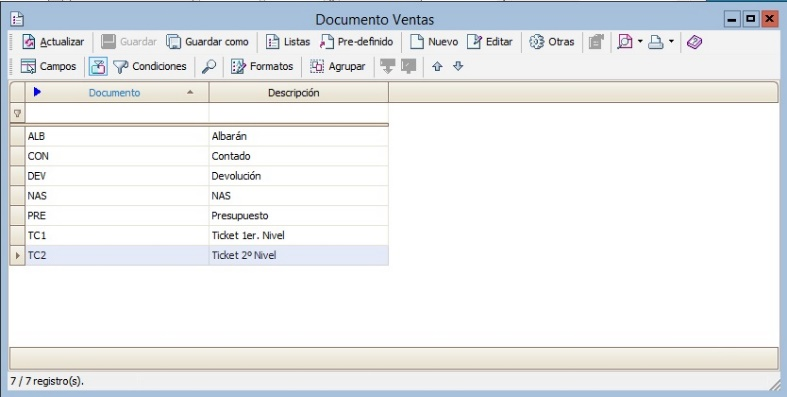 Documento Ventas
Actualizar Guardar Guardar como Listas Pre-definido Nuevo Editar Otras
Campos Condiciones Formatos Agrupar
Documento Descripción
ALB Albarán
CON Contado
DEV Devolución
NAS NAS
PRE Presupuesto
TC1 Ticket 1er. Nivel
TC2 Ticket 2º Nivel
7 / 7 registro(s).